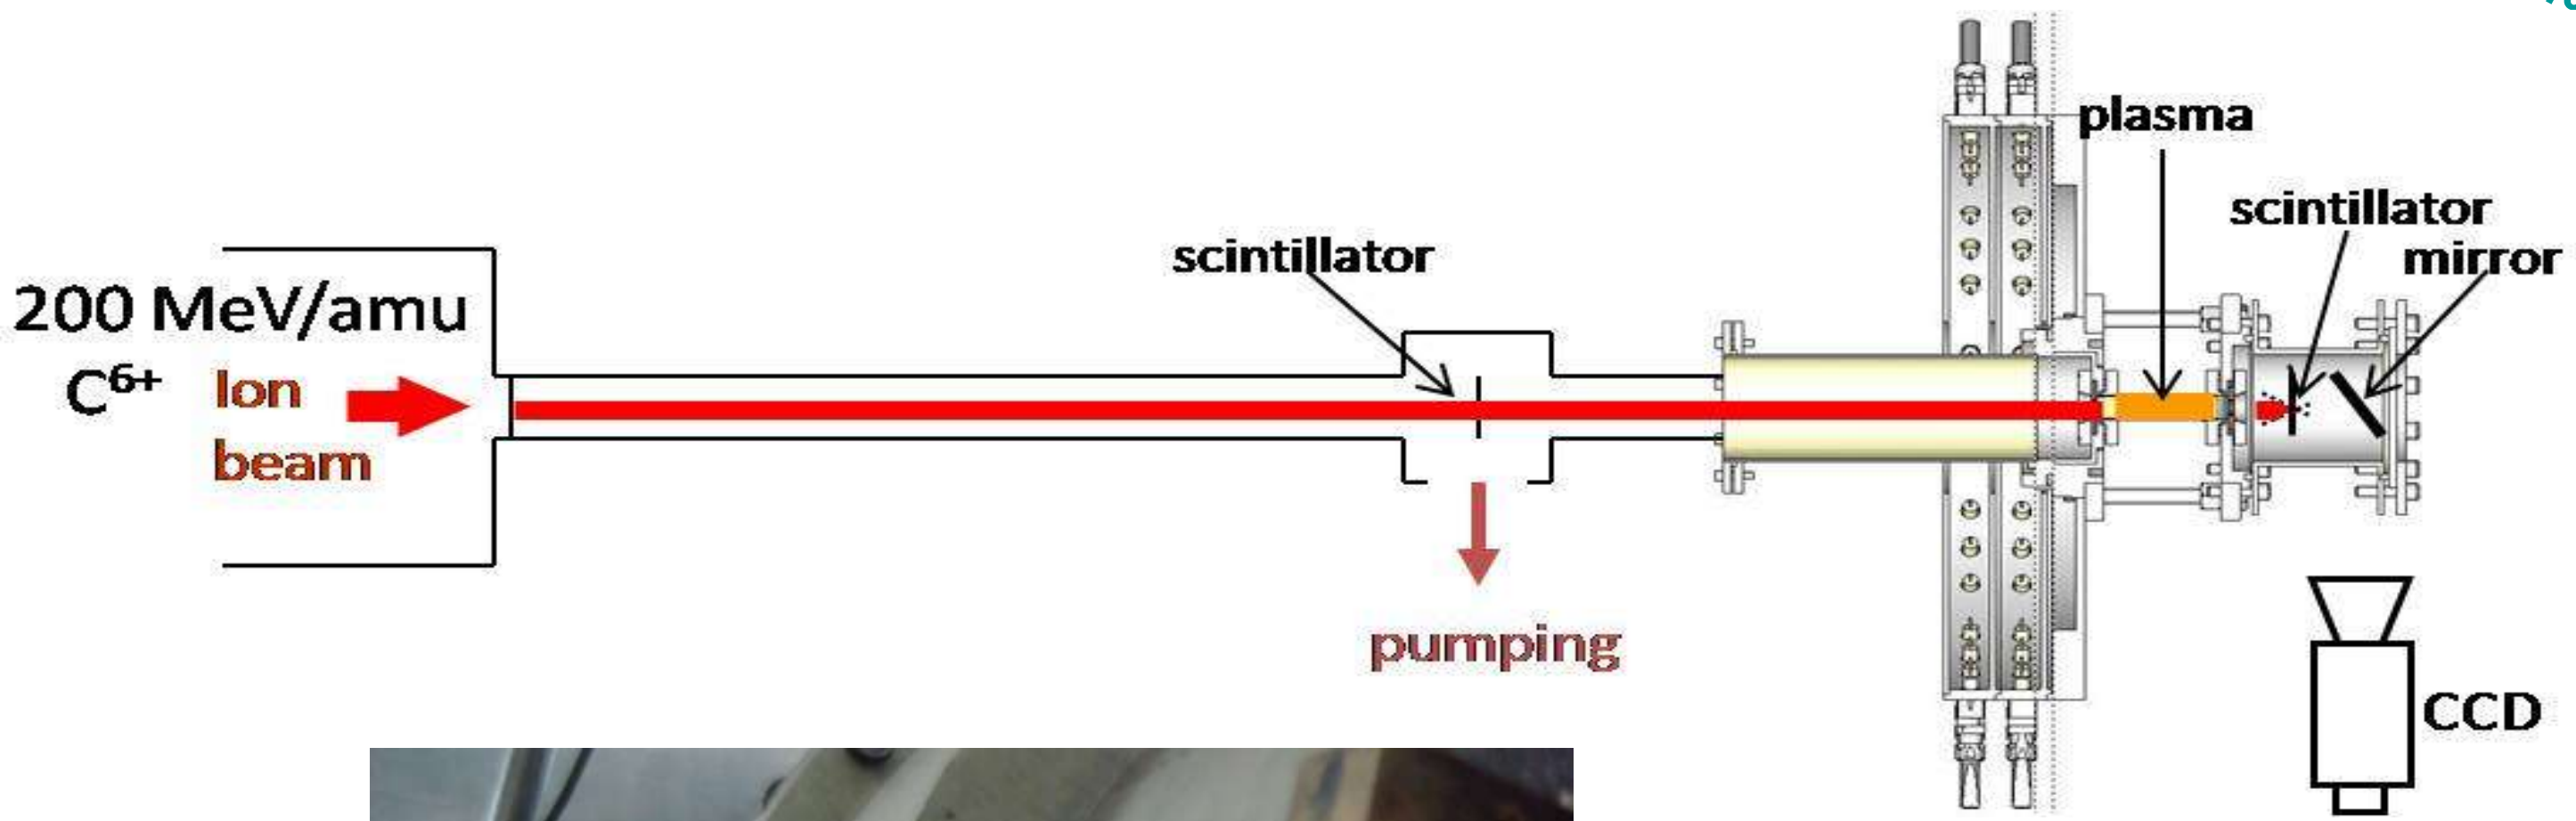 plasma
scintillator
mirror
scintillator
200 MeV/amu
C⁶⁺
Ion
beam
pumping
CCD